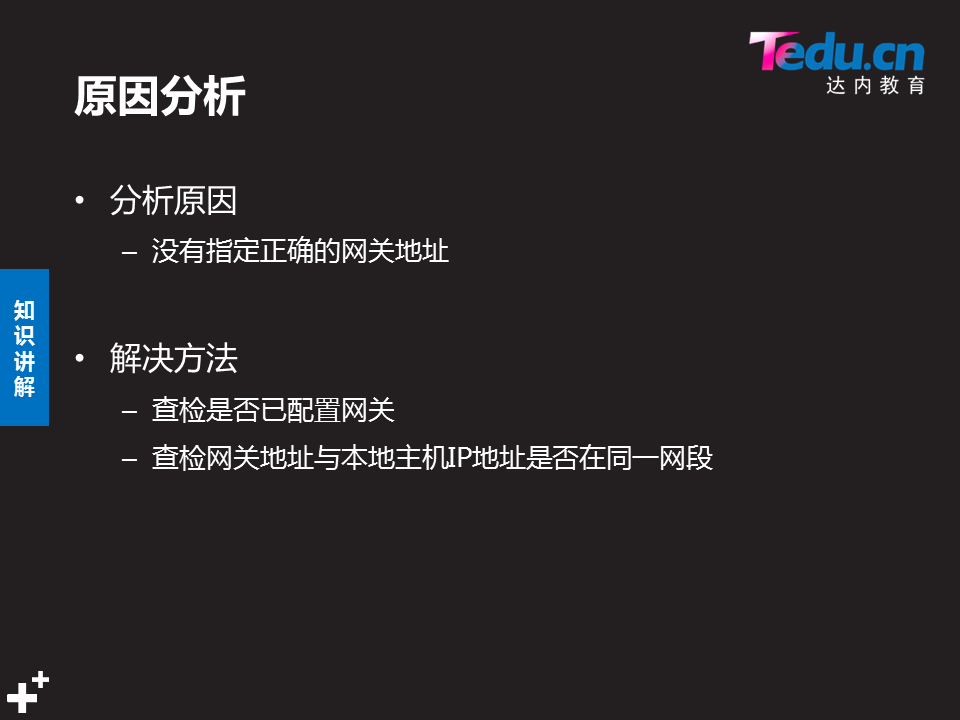 Tedu.cn
达内教育
原因分析
• 分析原因
– 没有指定正确的网关地址
知识讲解
• 解决方法
– 查检是否已配置网关
– 查检网关地址与本地主机IP地址是否在同一网段